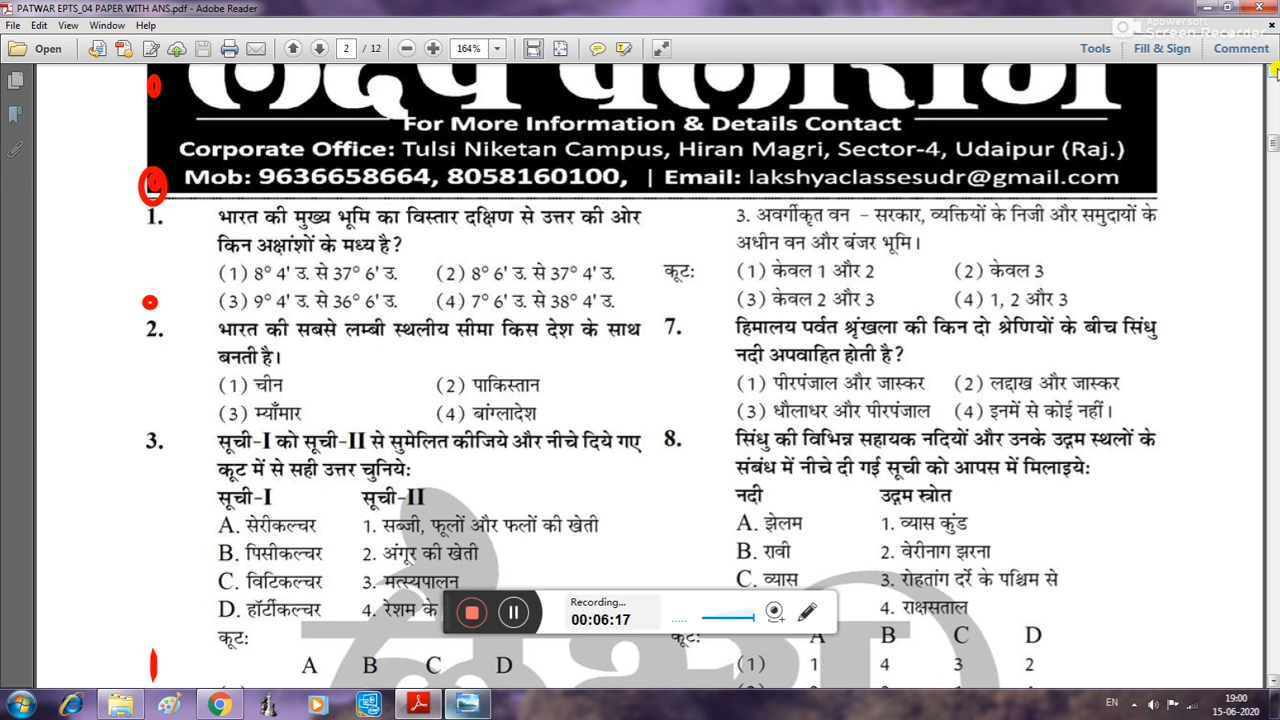 PATWAR EPTS_04 PAPER WITH ANS.pdf - Adobe Reader
File Edit View Window Help
Apowersoft
Screen Recorder
Open 2 / 12 164% Tools Fill & Sign Comment
For More Information & Details Contact
Corporate Office: Tulsi Niketan Campus, Hiran Magri, Sector-4, Udaipur (Raj.)
Mob: 9636658664, 8058160100, | Email: lakshyaclassesudr@gmail.com
1. भारत की मुख्य भूमि का विस्तार दक्षिण से उत्तर की ओर
किन अक्षांशों के मध्य है?
(1) 8° 4' उ. से 37° 6' उ. (2) 8° 6' उ. से 37° 4' उ.
(3) 9° 4' उ. से 36° 6' उ. (4) 7° 6' उ. से 38° 4' उ.
2. भारत की सबसे लम्बी स्थलीय सीमा किस देश के साथ
बनती है।
(1) चीन (2) पाकिस्तान
(3) म्याँमार (4) बांग्लादेश
3. सूची-I को सूची-II से सुमेलित कीजिये और नीचे दिये गए
कूट में से सही उत्तर चुनिये:
सूची-I सूची-II
A. सेरीकल्चर 1. सब्जी, फूलों और फलों की खेती
B. पिसीकल्चर 2. अंगूर की खेती
C. विटिकल्चर 3. मत्स्यपालन
D. हॉर्टीकल्चर 4. रेशम के
कूट:
A B C D
3. अवर्गीकृत वन – सरकार, व्यक्तियों के निजी और समुदायों के
अधीन वन और बंजर भूमि।
कूट: (1) केवल 1 और 2 (2) केवल 3
(3) केवल 2 और 3 (4) 1, 2 और 3
7. हिमालय पर्वत श्रृंखला की किन दो श्रेणियों के बीच सिंधु
नदी अपवाहित होती है?
(1) पीरपंजाल और जास्कर (2) लद्दाख और जास्कर
(3) धौलाधर और पीरपंजाल (4) इनमें से कोई नहीं।
8. सिंधु की विभिन्न सहायक नदियों और उनके उद्गम स्थलों के
संबंध में नीचे दी गई सूची को आपस में मिलाइये:
नदी उद्गम स्त्रोत
A. झेलम 1. व्यास कुंड
B. रावी 2. वेरीनाग झरना
C. व्यास 3. रोहतांग दर्रे के पश्चिम से
4. राक्षसताल
कूट: A B C D
(1) 1 4 3 2
Recording...
00:06:17
EN 19:00
15-06-2020